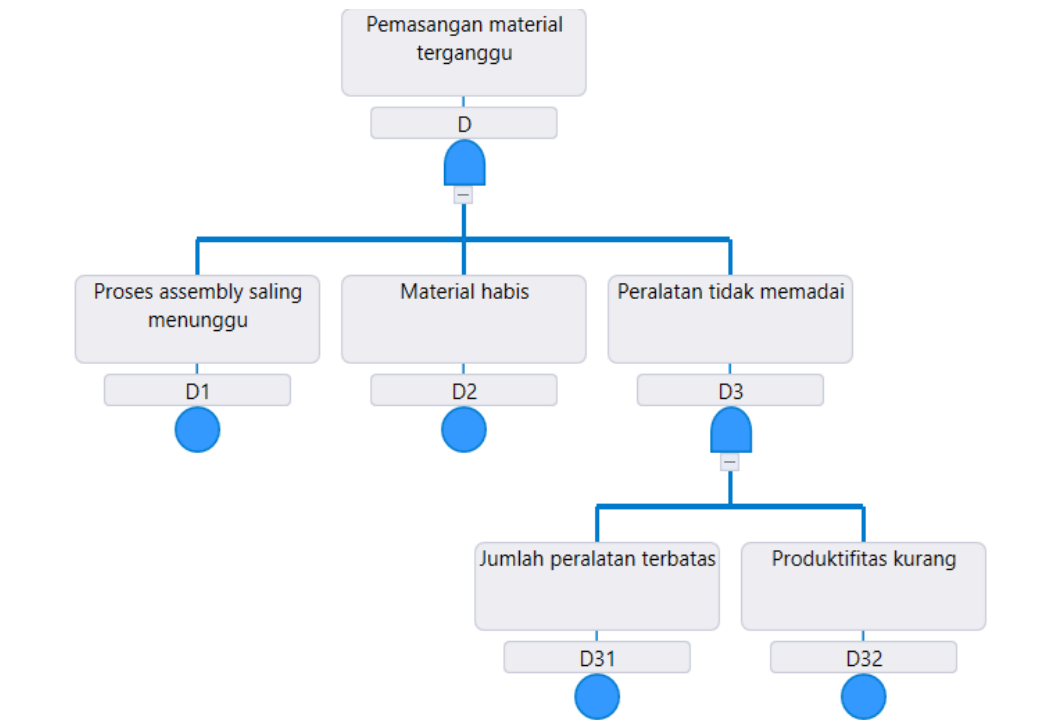 Pemasangan material
terganggu
D
Proses assembly saling
menunggu
Material habis
Peralatan tidak memadai
D1
D2
D3
Jumlah peralatan terbatas
Produktifitas kurang
D31
D32